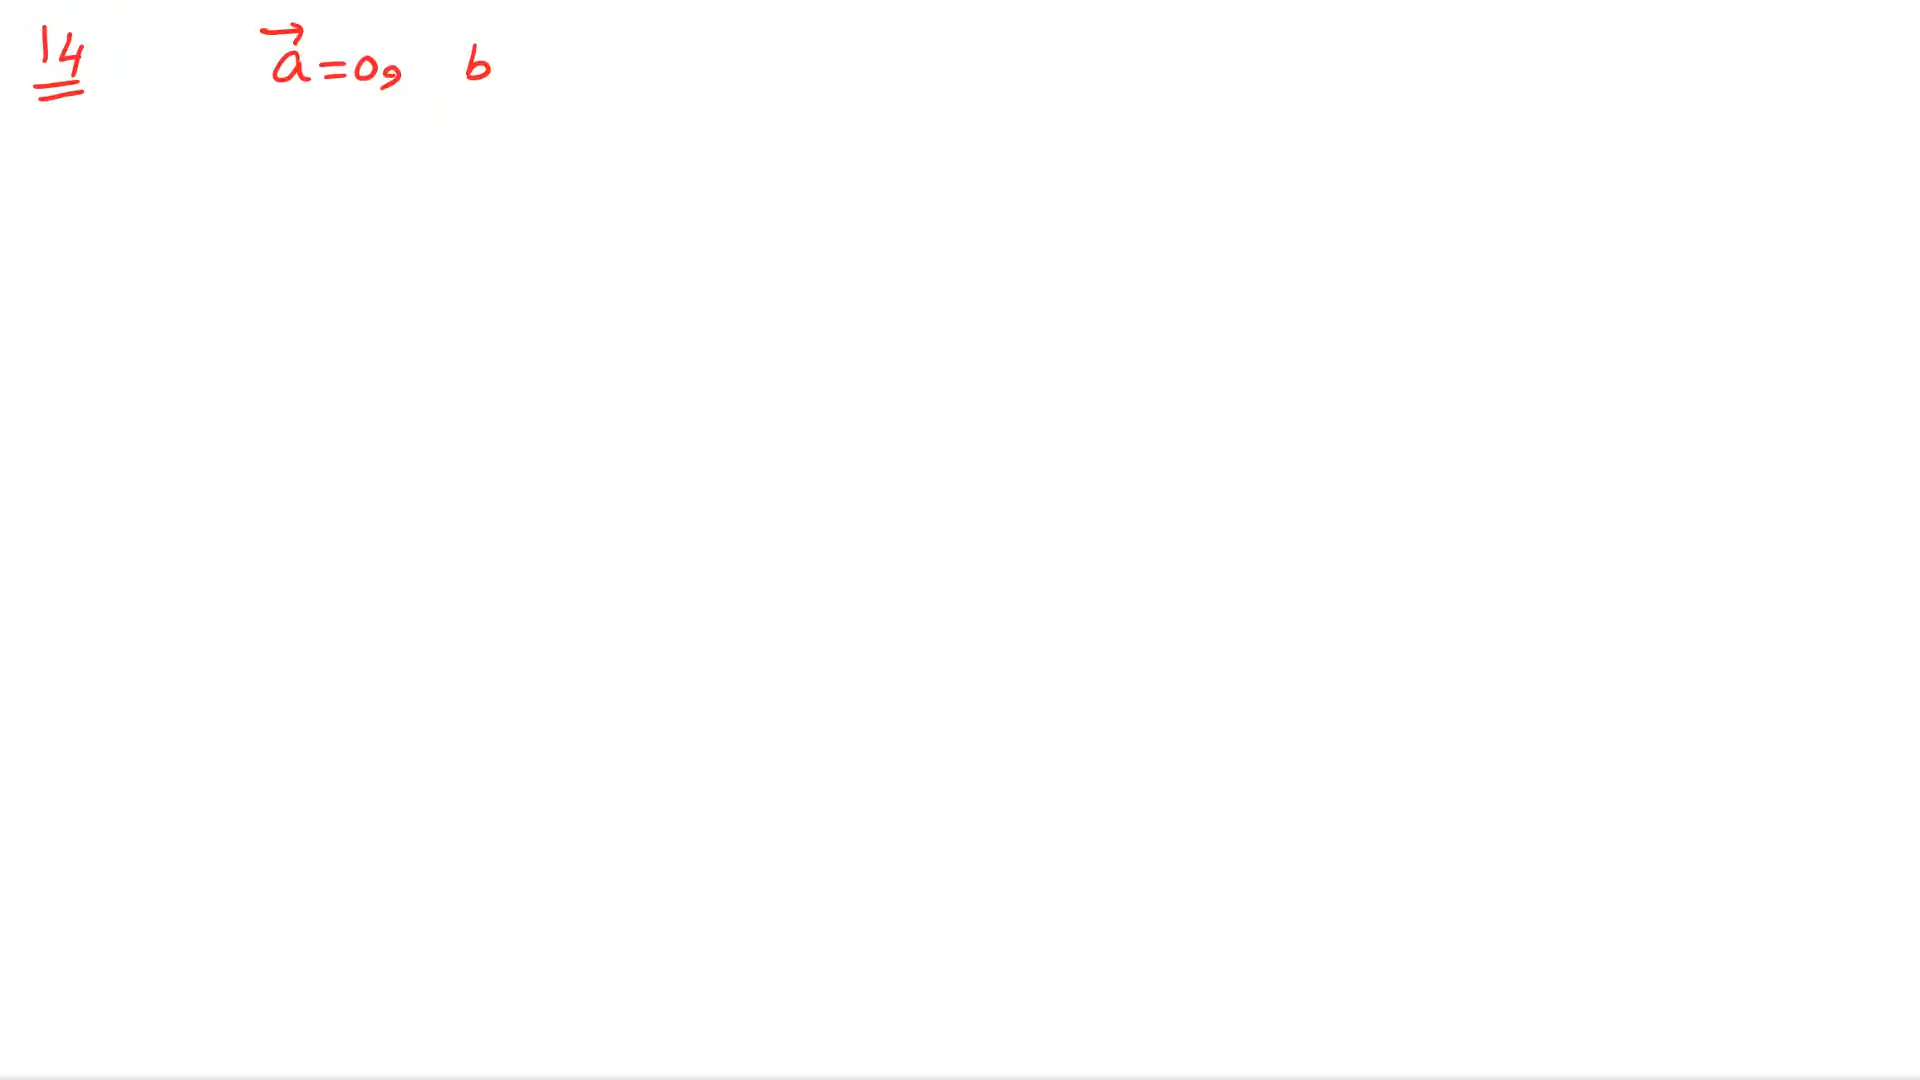 14 a⃗ = 0, b